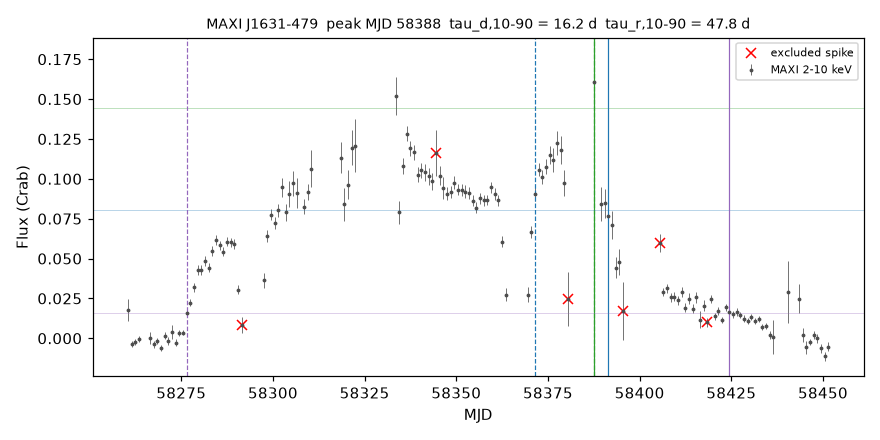 MAXI J1631-479  peak MJD 58388  tau_d,10-90 = 16.2 d  tau_r,10-90 = 47.8 d
excluded spike
MAXI 2-10 keV
Flux (Crab)
0.175
0.150
0.125
0.100
0.075
0.050
0.025
0.000
58275 58300 58325 58350 58375 58400 58425 58450
MJD